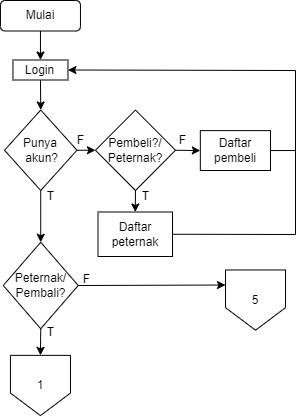 Mulai
Login
Punya
akun?
F
Pembeli?/
Peternak?
F
Daftar
pembeli
T
T
Daftar
peternak
Peternak/
Pembali?
F
5
T
1